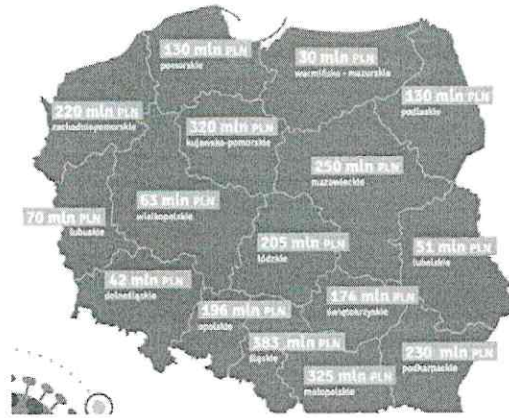 130 mln PLN
pomorskie
30 mln PLN
warmińsko - mazurskie
220 mln PLN
zachodniopomorskie
320 mln PLN
kujawsko-pomorskie
130 mln PLN
podlaskie
250 mln PLN
mazowieckie
63 mln PLN
wielkopolskie
70 mln PLN
lubuskie
205 mln PLN
łódzkie
51 mln PLN
lubelskie
42 mln PLN
dolnośląskie
196 mln PLN
opolskie
174 mln PLN
świętokrzyskie
383 mln PLN
śląskie
325 mln PLN
małopolskie
230 mln PLN
podkarpackie